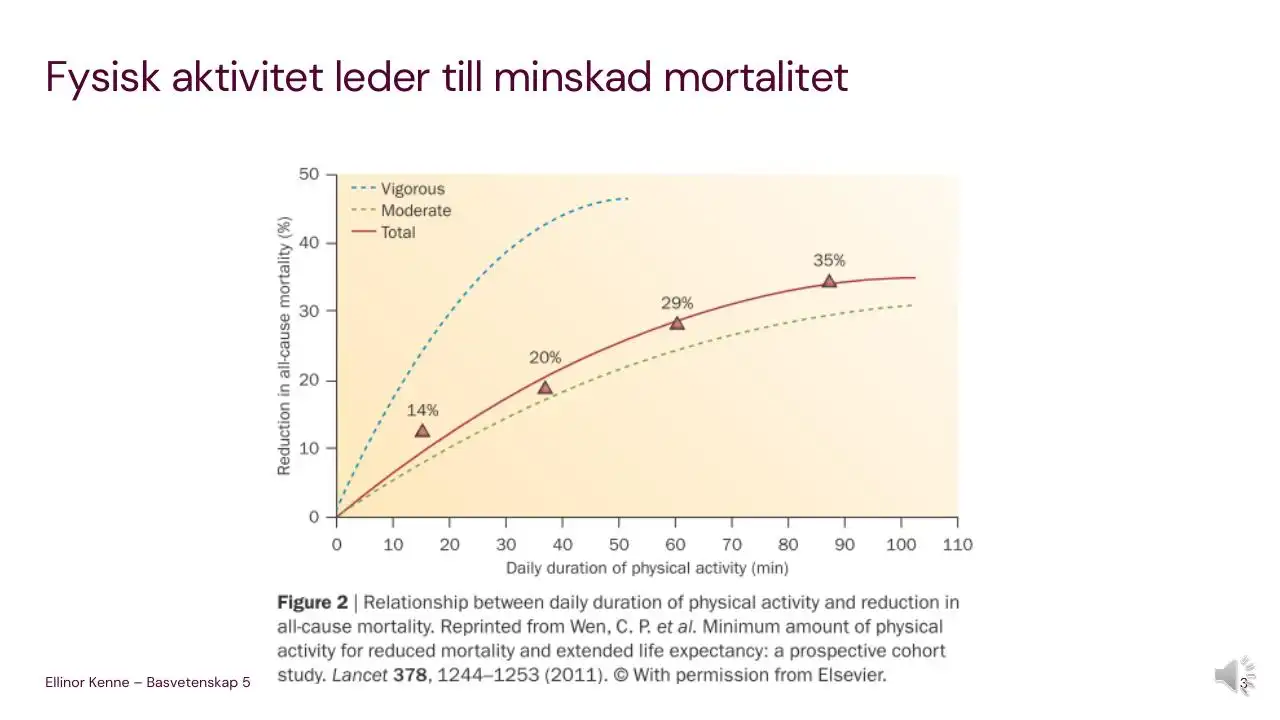 Fysisk aktivitet leder till minskad mortalitet
50
40
30
20
10
0
Reduction in all-cause mortality (%)
Vigorous
Moderate
Total
14%
20%
29%
35%
0 10 20 30 40 50 60 70 80 90 100 110
Daily duration of physical activity (min)
Figure 2 | Relationship between daily duration of physical activity and reduction in
all-cause mortality. Reprinted from Wen, C. P. et al. Minimum amount of physical
activity for reduced mortality and extended life expectancy: a prospective cohort
study. Lancet 378, 1244–1253 (2011). © With permission from Elsevier.
Ellinor Kenne – Basvetenskap 5
3